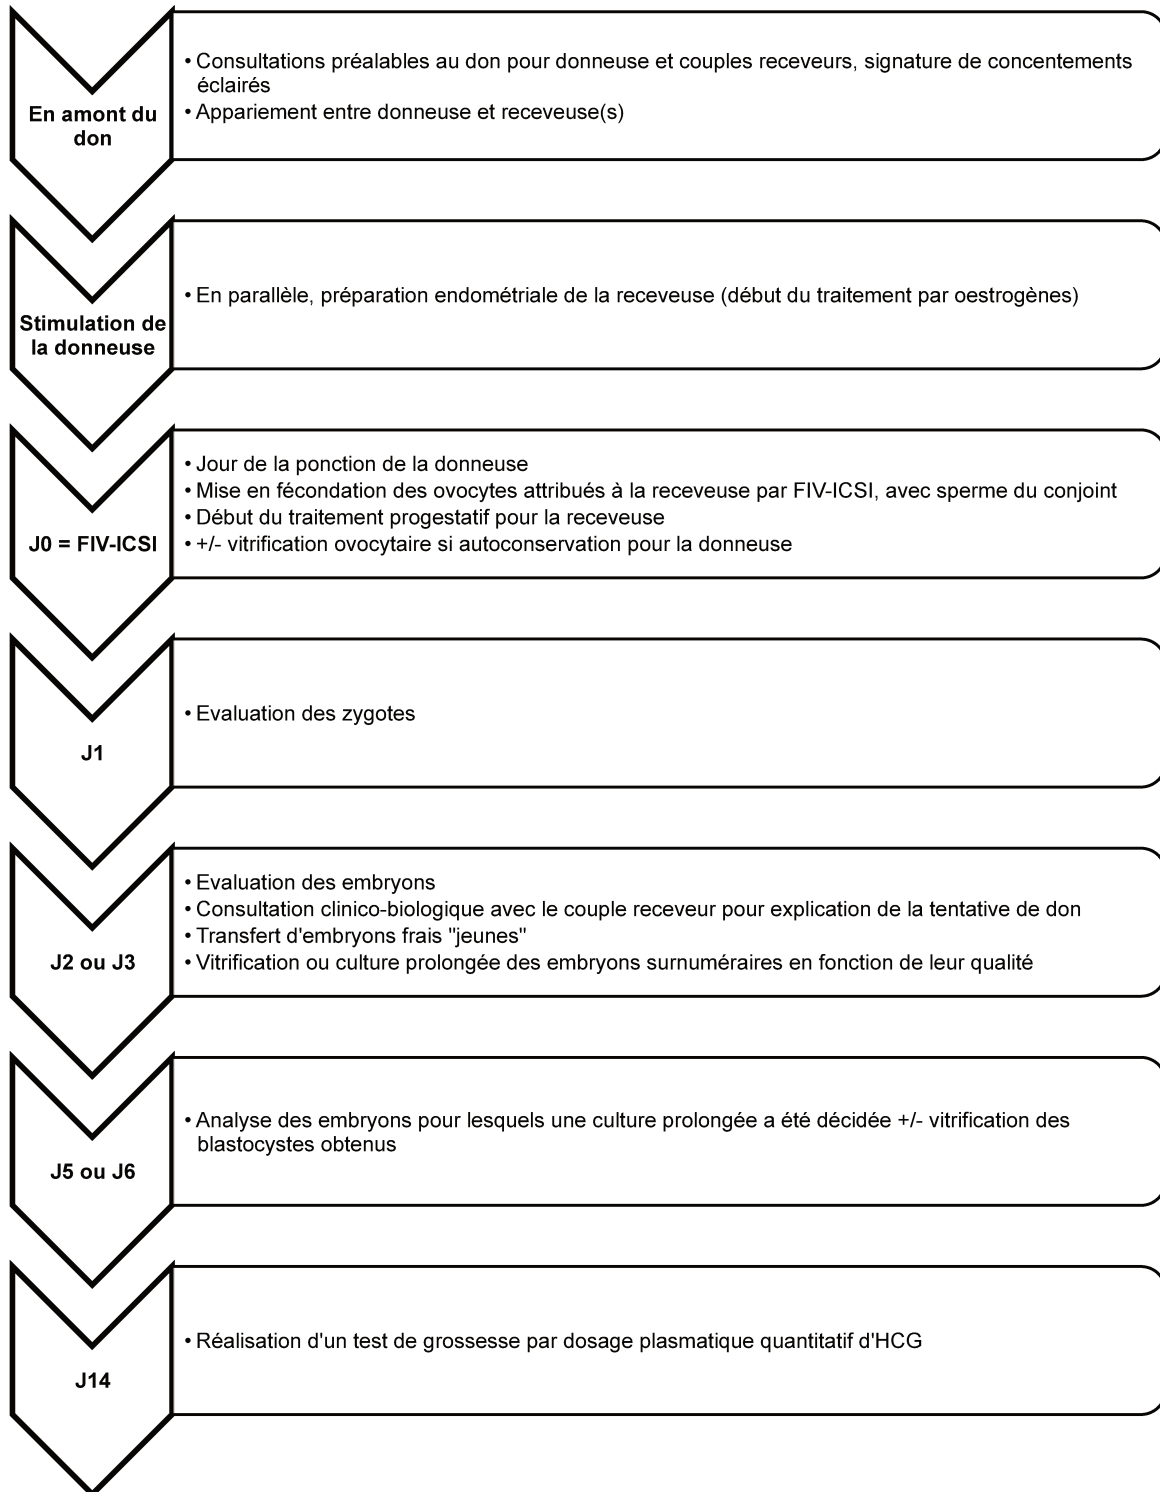 En amont du
don
• Consultations préalables au don pour donneuse et couples receveurs, signature de concentements
éclairés
• Appariement entre donneuse et receveuse(s)
Stimulation de
la donneuse
• En parallèle, préparation endométriale de la receveuse (début du traitement par oestrogènes)
J0 = FIV-ICSI
• Jour de la ponction de la donneuse
• Mise en fécondation des ovocytes attribués à la receveuse par FIV-ICSI, avec sperme du conjoint
• Début du traitement progestatif pour la receveuse
• +/- vitrification ovocytaire si autoconservation pour la donneuse
J1
• Evaluation des zygotes
J2 ou J3
• Evaluation des embryons
• Consultation clinico-biologique avec le couple receveur pour explication de la tentative de don
• Transfert d'embryons frais "jeunes"
• Vitrification ou culture prolongée des embryons surnuméraires en fonction de leur qualité
J5 ou J6
• Analyse des embryons pour lesquels une culture prolongée a été décidée +/- vitrification des
blastocystes obtenus
J14
• Réalisation d'un test de grossesse par dosage plasmatique quantitatif d'HCG